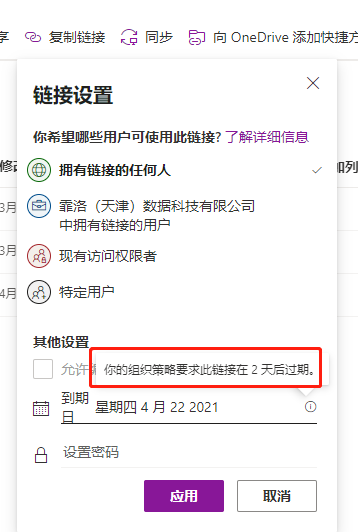 享 复制链接 同步 向 OneDrive 添加快捷方
链接设置
你希望哪些用户可使用此链接? 了解详细信息
修改 拥有链接的任何人 加列
3月 霏洛（天津）数据科技有限公司
中拥有链接的用户
现有访问权限者
4月 特定用户
其他设置
允许 你的组织策略要求此链接在 2 天后过期。
到期日 星期四 4 月 22 2021
设置密码
应用 取消